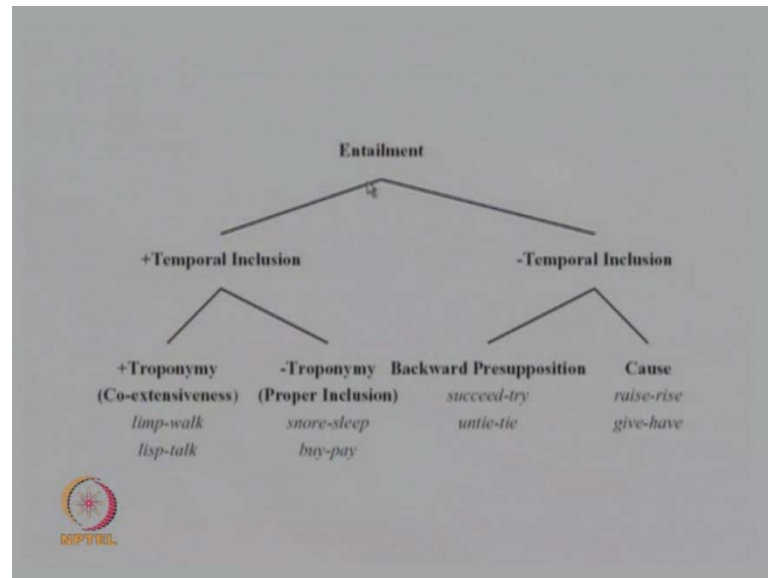 Entailment
+Temporal Inclusion -Temporal Inclusion
+Troponymy -Troponymy Backward Presupposition Cause
(Co-extensiveness) (Proper Inclusion) succeed-try raise-rise
limp-walk snore-sleep untie-tie give-have
lisp-talk buy-pay
NPTEL